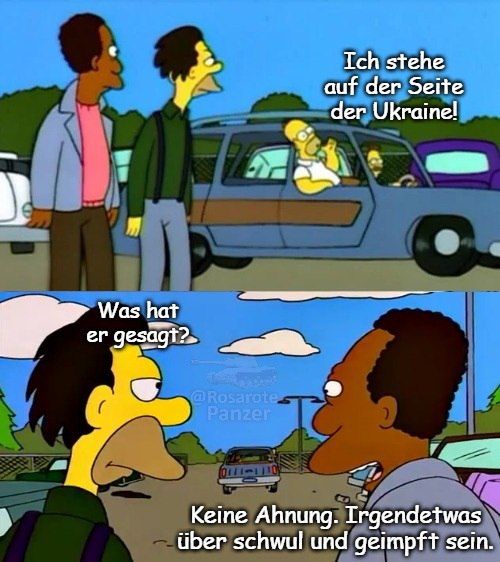 Ich stehe
auf der Seite
der Ukraine!
Was hat
er gesagt?
@Rosarote
Panzer
Keine Ahnung. Irgendetwas
über schwul und geimpft sein.